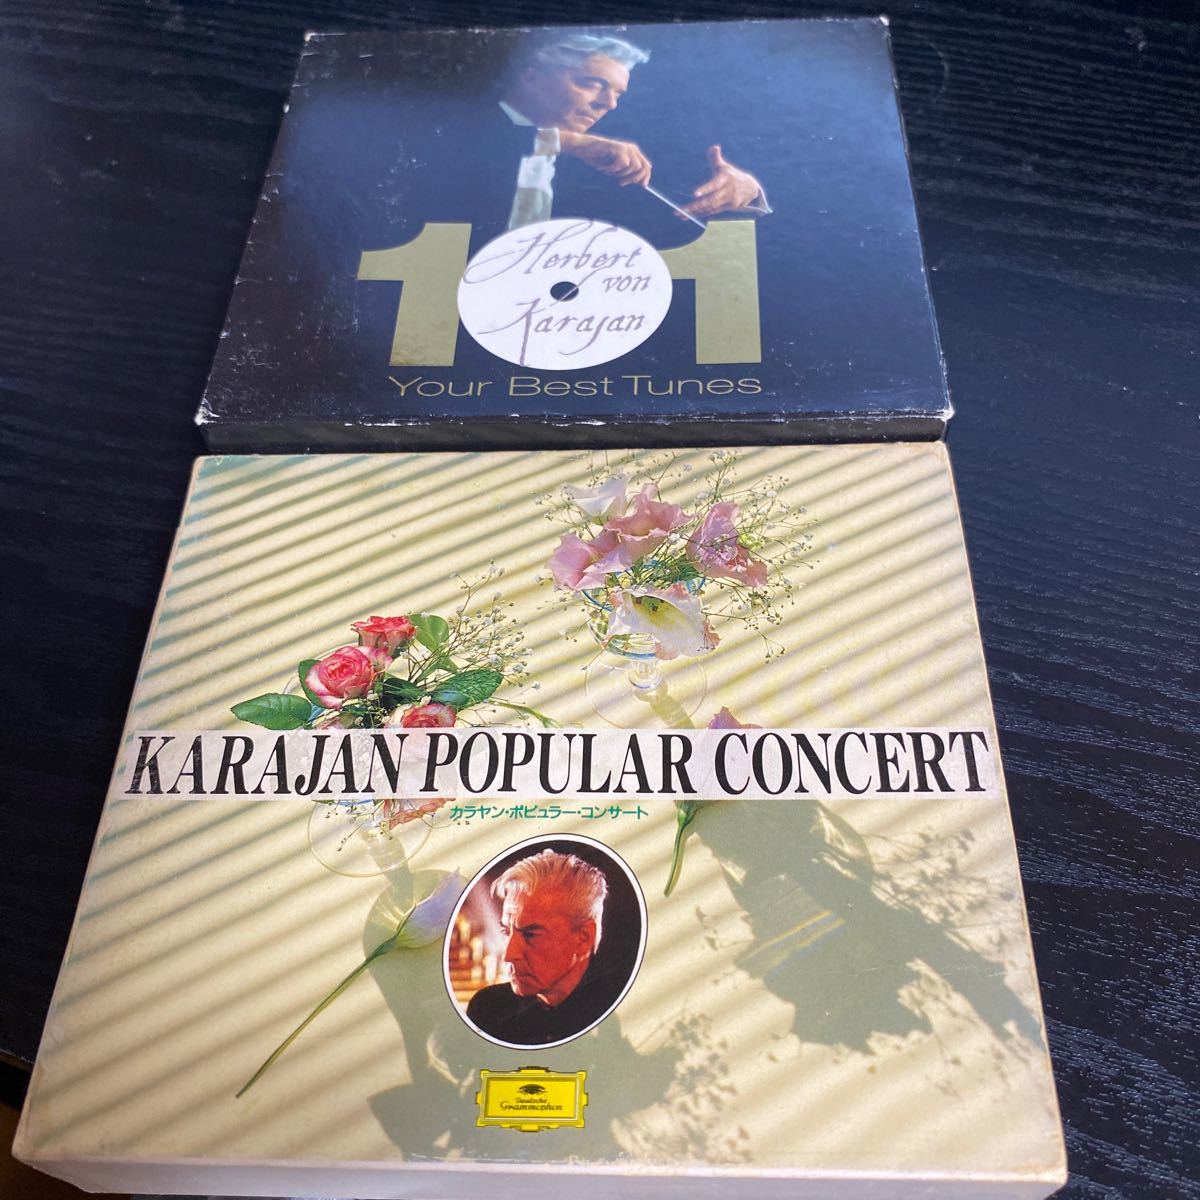 101
Herbert
von
Karajan
Your Best Tunes
KARAJAN POPULAR CONCERT
カラヤン・ポピュラー・コンサート
Deutsche
Grammophon